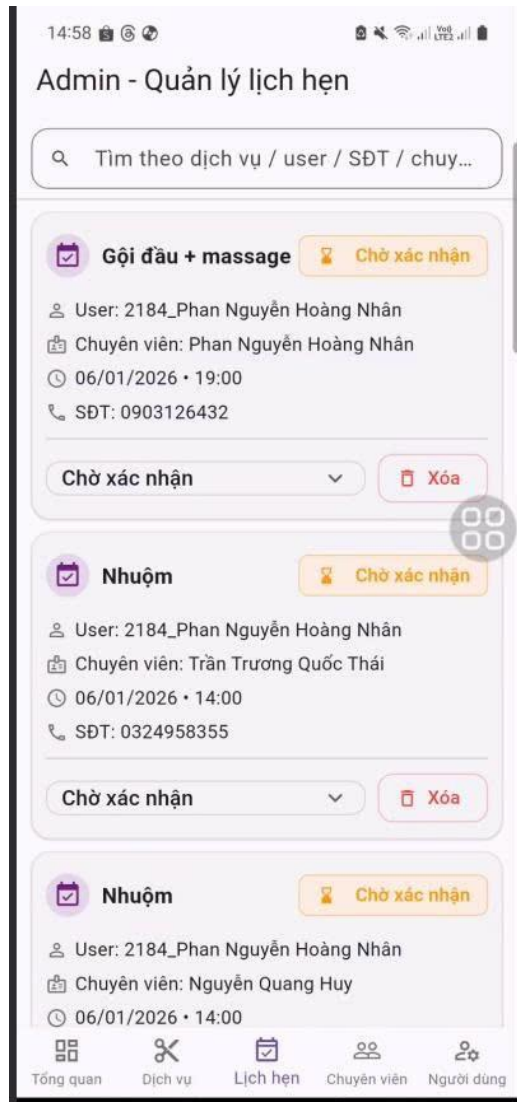 14:58
Admin - Quản lý lịch hẹn
Tìm theo dịch vụ / user / SĐT / chuy...
Gội đầu + massage
Chờ xác nhận
User: 2184_Phan Nguyễn Hoàng Nhân
Chuyên viên: Phan Nguyễn Hoàng Nhân
06/01/2026 • 19:00
SĐT: 0903126432
Chờ xác nhận
Xóa
Nhuộm
Chờ xác nhận
User: 2184_Phan Nguyễn Hoàng Nhân
Chuyên viên: Trần Trương Quốc Thái
06/01/2026 • 14:00
SĐT: 0324958355
Chờ xác nhận
Xóa
Nhuộm
Chờ xác nhận
User: 2184_Phan Nguyễn Hoàng Nhân
Chuyên viên: Nguyễn Quang Huy
06/01/2026 • 14:00
Tổng quan
Dịch vụ
Lịch hẹn
Chuyên viên
Người dùng